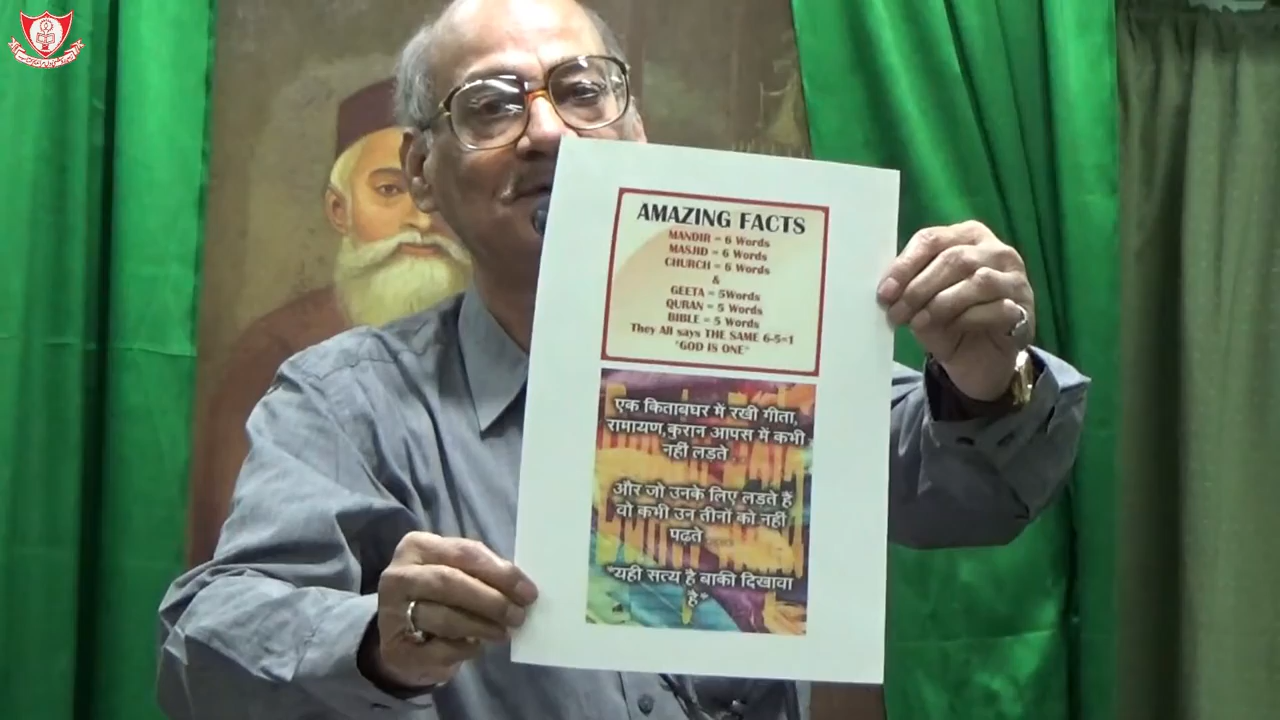 AMAZING FACTS
MANDIR = 6 Words
MASJID = 6 Words
CHURCH = 6 Words
&
GEETA = 5Words
QURAN = 5 Words
BIBLE = 5 Words
They All says THE SAME 6-5=1
"GOD IS ONE"
एक किताबघर में रखी गीता,
रामायण,कुरान आपस में कभी
नहीं लड़ते
और जो उनके लिए लड़ते हैं
वो कभी उन तीनों को नहीं
पढ़ते
"यही सत्य है बाकी दिखावा
है"